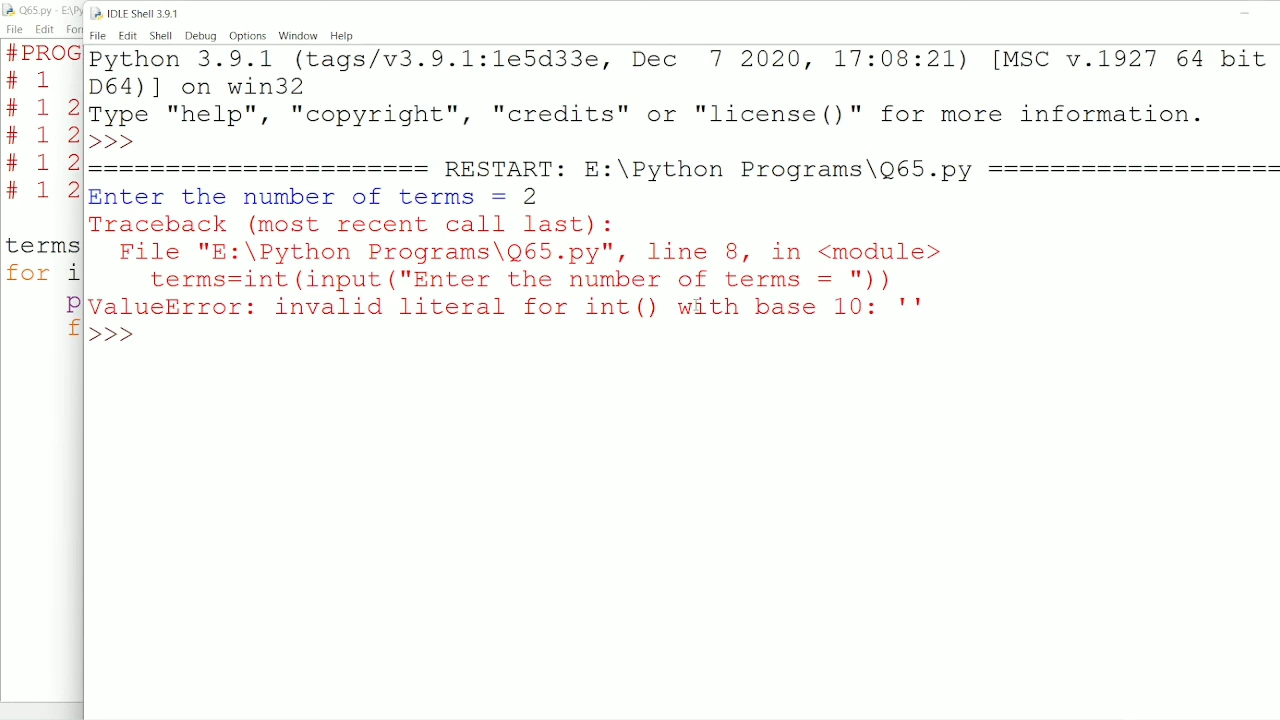 Q65.py - E:\Py
File Edit For
#PROG
# 1
# 1 2
# 1 2
# 1 2
# 1 2
terms
for i
p
f
IDLE Shell 3.9.1
File Edit Shell Debug Options Window Help
Python 3.9.1 (tags/v3.9.1:1e5d33e, Dec  7 2020, 17:08:21) [MSC v.1927 64 bit
D64)] on win32
Type "help", "copyright", "credits" or "license()" for more information.
>>>
====================== RESTART: E:\Python Programs\Q65.py ===================
Enter the number of terms = 2
Traceback (most recent call last):
  File "E:\Python Programs\Q65.py", line 8, in <module>
    terms=int(input("Enter the number of terms = "))
ValueError: invalid literal for int() with base 10: ''
>>>